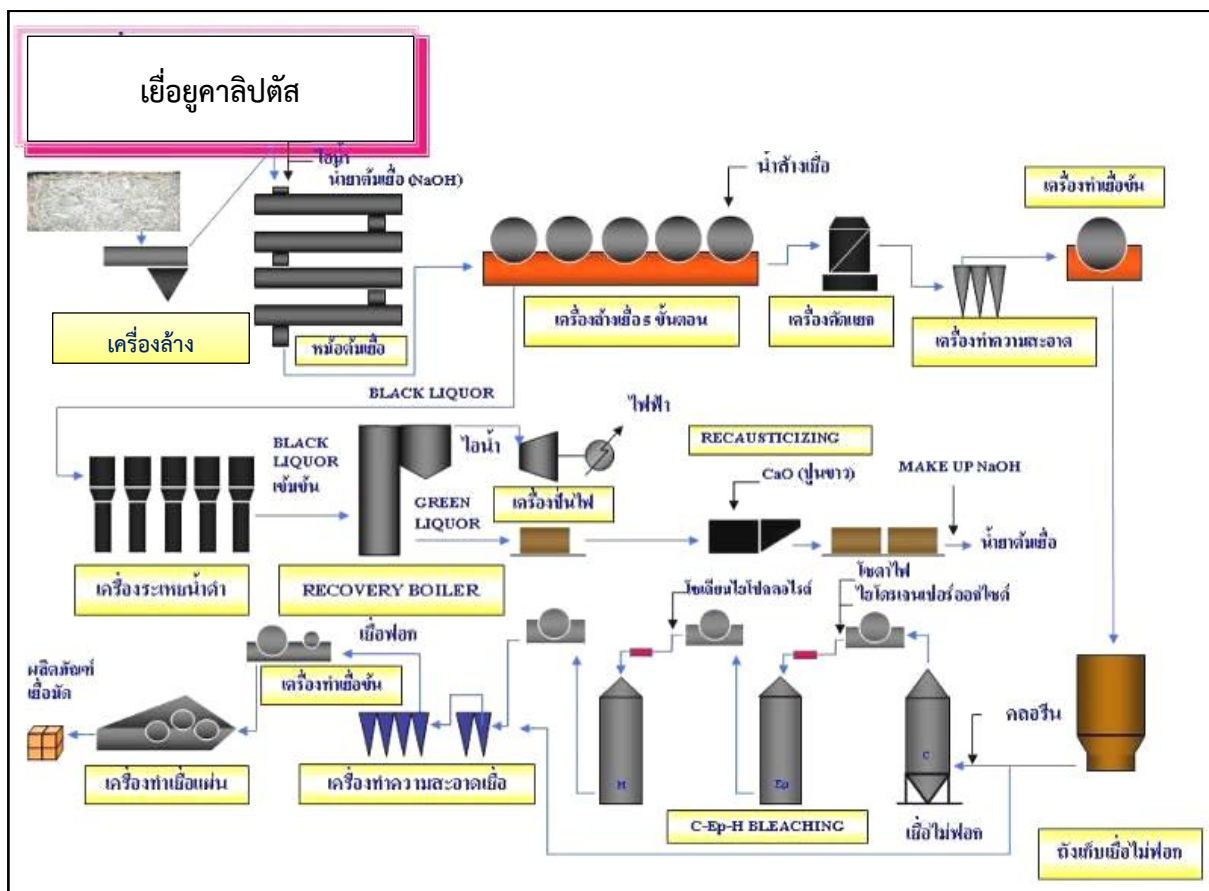 เยื่อยูคาลิปตัส
ไอน้ำ
น้ำยาต้มเยื่อ (NaOH)
น้ำล้างเยื่อ
เครื่องทำเยื่อข้น
เครื่องล้าง
หม้อต้มเยื่อ
เครื่องล้างเยื่อ 5 ขั้นตอน
เครื่องคัดแยก
เครื่องทำความสะอาด
BLACK LIQUOR
BLACK
LIQUOR
เข้มข้น
ไอน้ำ
ไฟฟ้า
RECAUSTICIZING
CaO (ปูนขาว)
MAKE UP NaOH
GREEN
LIQUOR
เครื่องปั่นไฟ
น้ำยาต้มเยื่อ
เครื่องระเหยน้ำดำ
RECOVERY BOILER
โซเดียมไฮโปคลอไรด์
โซดาไฟ
ไฮโดรเจนเปอร์ออกไซด์
เยื่อฟอก
ผลิตภัณฑ์
เยื่อมัด
เครื่องทำเยื่อข้น
คลอรีน
H
Ep
C
เครื่องทำเยื่อแผ่น
เครื่องทำความสะอาดเยื่อ
C-Ep-H BLEACHING
เยื่อไม่ฟอก
ถังเก็บเยื่อไม่ฟอก